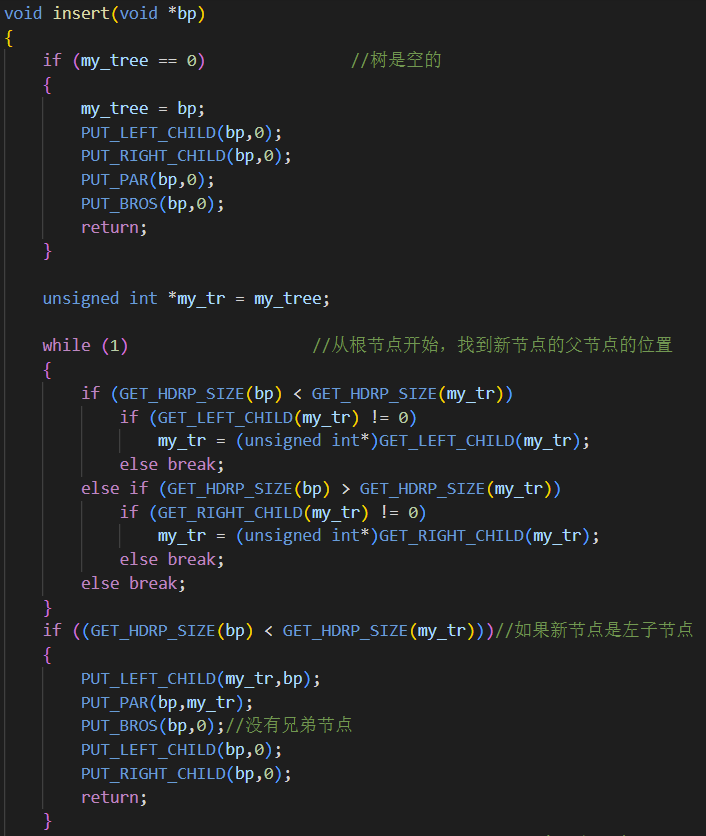 void insert(void *bp)
{
    if (my_tree == 0)               //树是空的
    {
        my_tree = bp;
        PUT_LEFT_CHILD(bp,0);
        PUT_RIGHT_CHILD(bp,0);
        PUT_PAR(bp,0);
        PUT_BROS(bp,0);
        return;
    }

    unsigned int *my_tr = my_tree;

    while (1)                   //从根节点开始，找到新节点的父节点的位置
    {
        if (GET_HDRP_SIZE(bp) < GET_HDRP_SIZE(my_tr))
            if (GET_LEFT_CHILD(my_tr) != 0)
                my_tr = (unsigned int*)GET_LEFT_CHILD(my_tr);
            else break;
        else if (GET_HDRP_SIZE(bp) > GET_HDRP_SIZE(my_tr))
            if (GET_RIGHT_CHILD(my_tr) != 0)
                my_tr = (unsigned int*)GET_RIGHT_CHILD(my_tr);
            else break;
        else break;
    }
    if ((GET_HDRP_SIZE(bp) < GET_HDRP_SIZE(my_tr)))//如果新节点是左子节点
    {
        PUT_LEFT_CHILD(my_tr,bp);
        PUT_PAR(bp,my_tr);
        PUT_BROS(bp,0);//没有兄弟节点
        PUT_LEFT_CHILD(bp,0);
        PUT_RIGHT_CHILD(bp,0);
        return;
    }